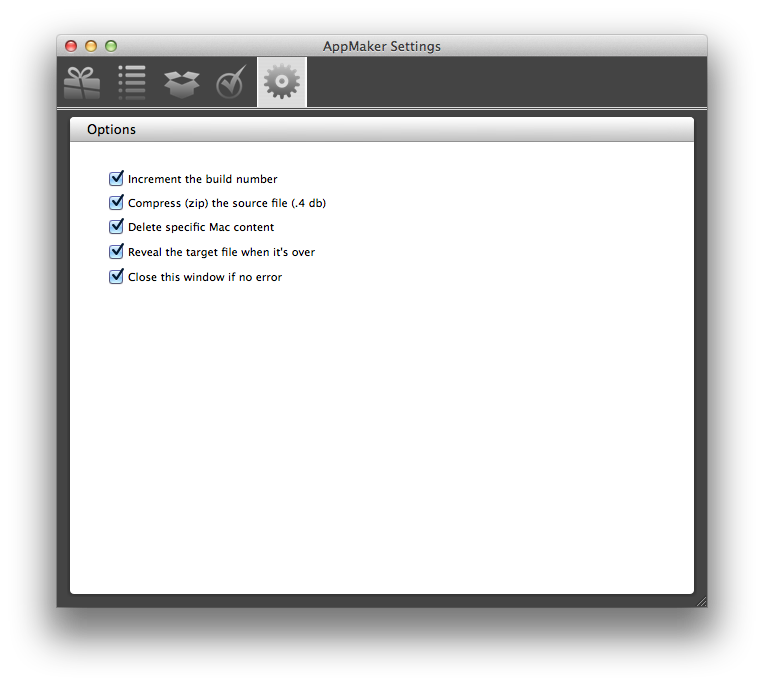 AppMaker Settings
Options
Increment the build number
Compress (zip) the source file (.4 db)
Delete specific Mac content
Reveal the target file when it's over
Close this window if no error